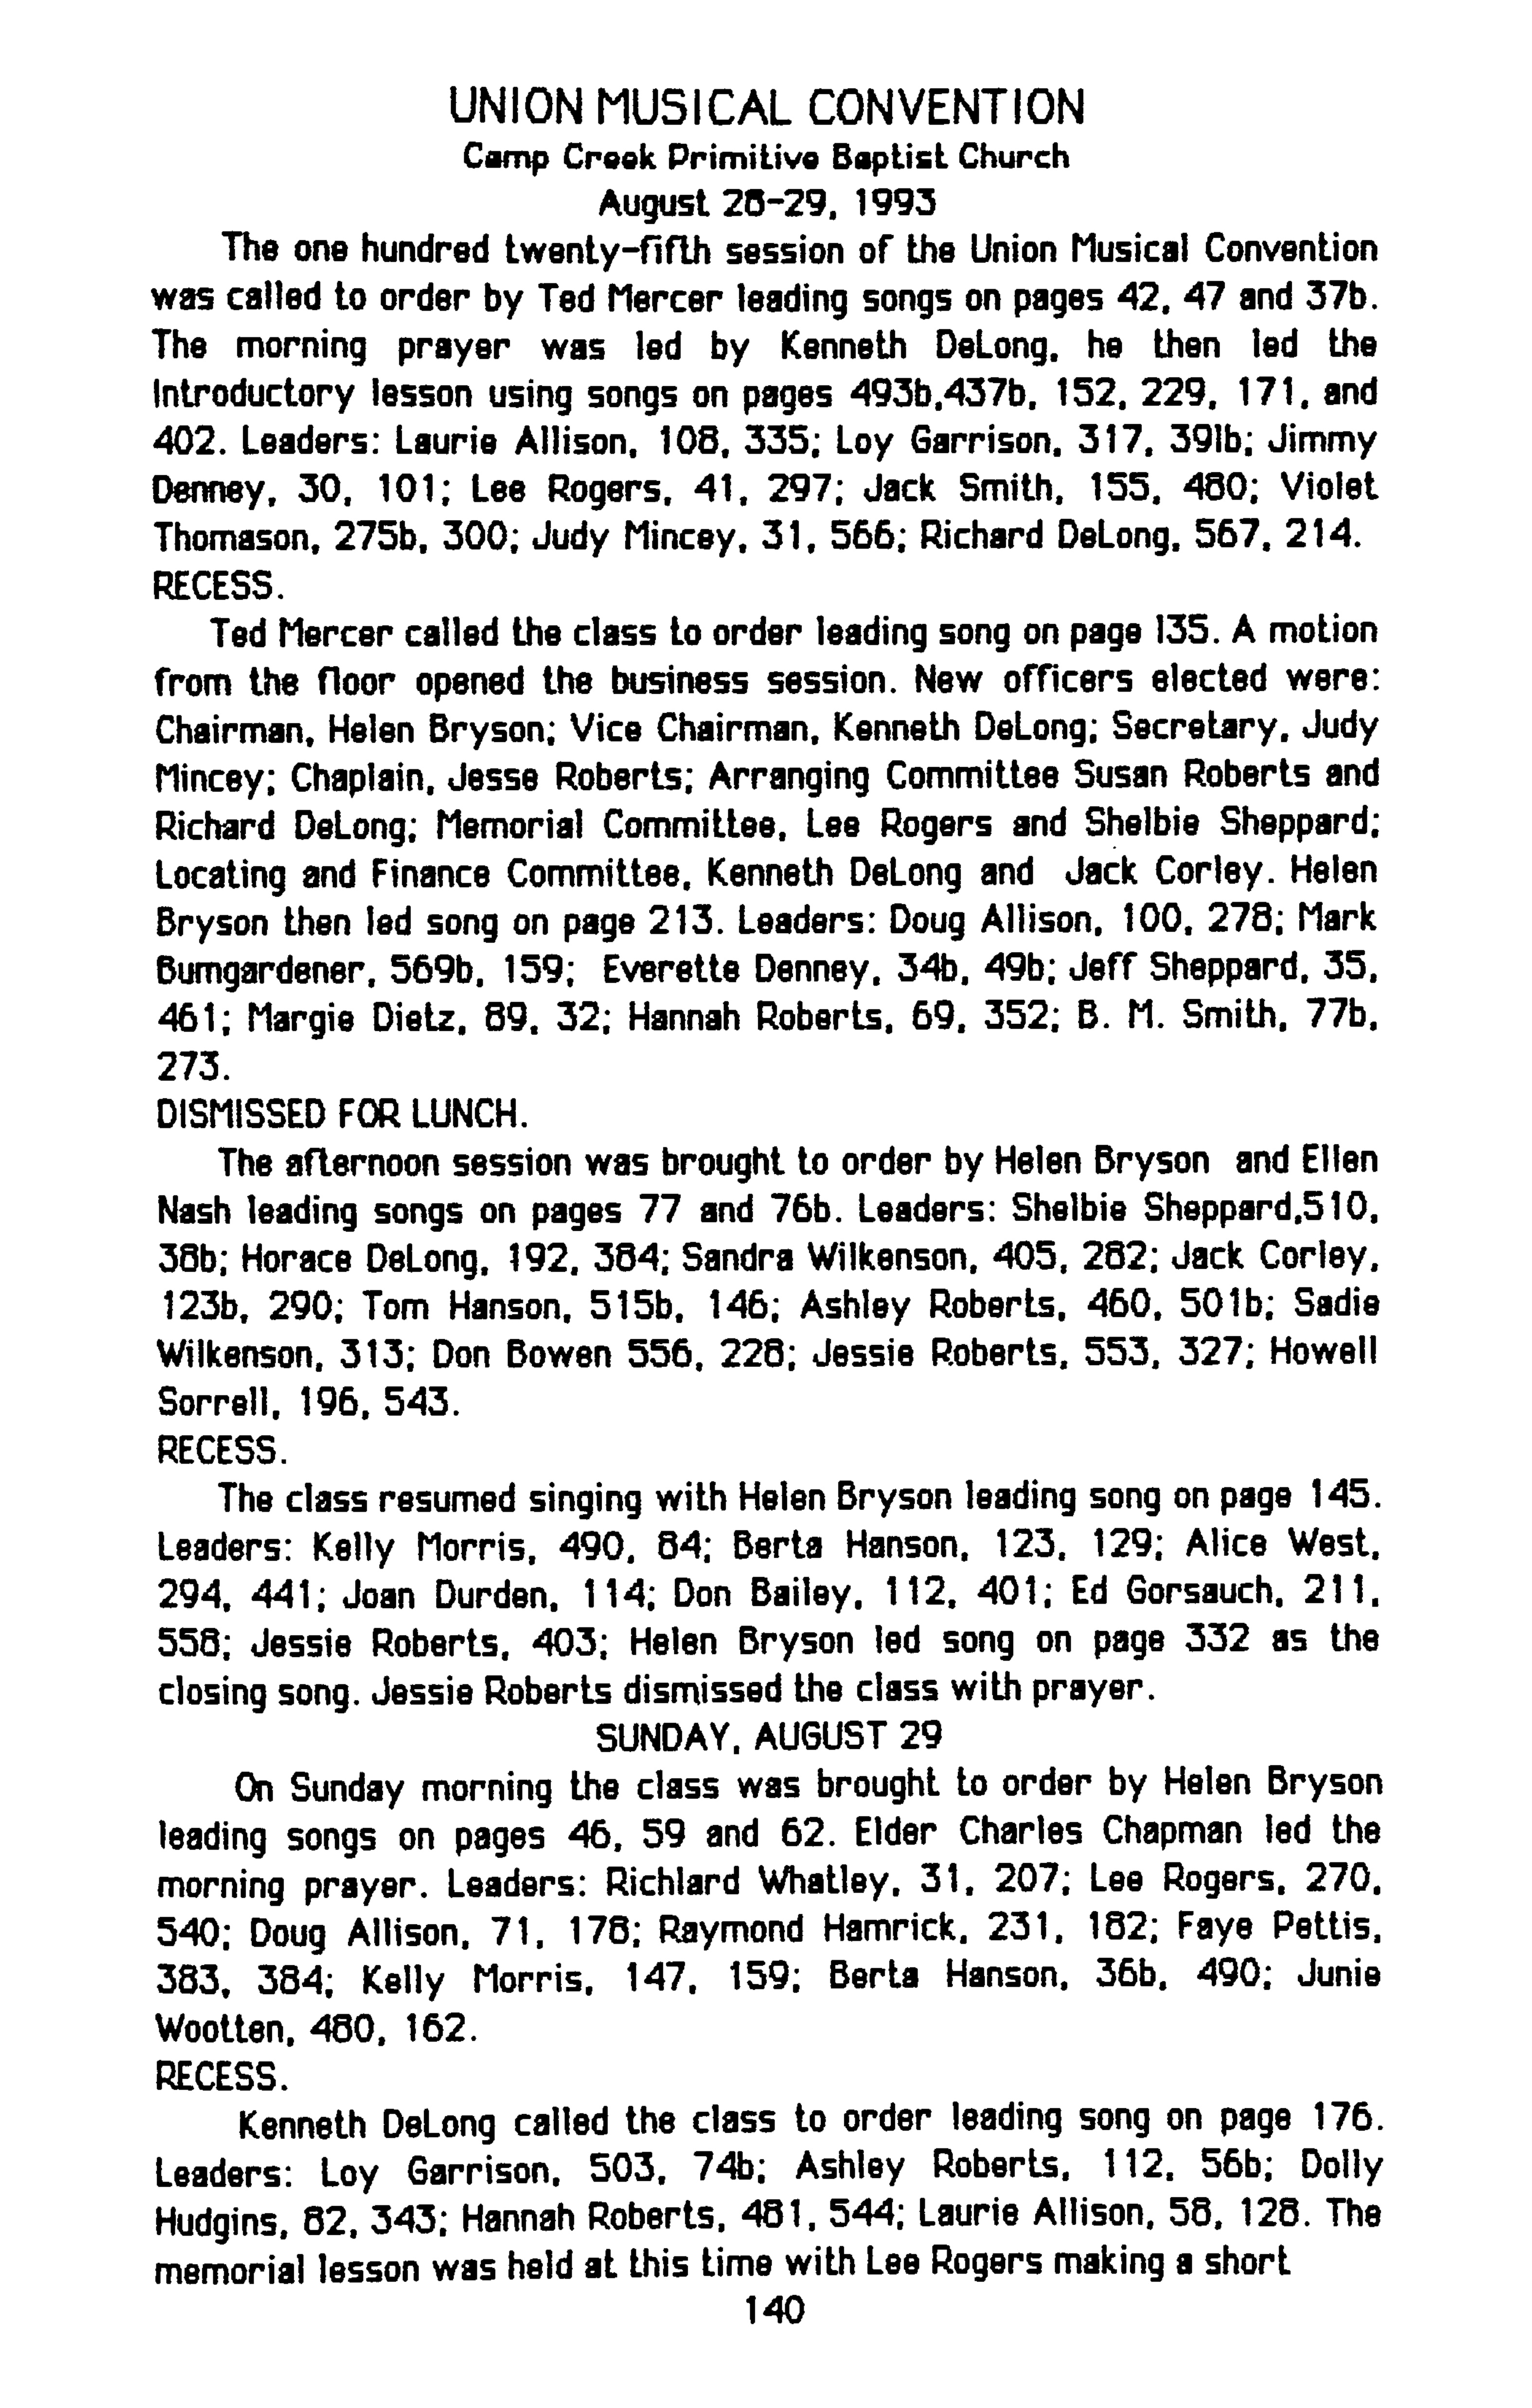 UNION MUSICAL CONVENTION
Camp Creek Primitive Baptist Church
August 28-29, 1993
The one hundred twenty-fifth session of the Union Musical Convention
was called to order by Ted Mercer leading songs on pages 42, 47 and 37b.
The morning prayer was led by Kenneth DeLong, he then led the
Introductory lesson using songs on pages 493b,437b, 152, 229, 171, and
402. Leaders: Laurie Allison, 108, 335; Loy Garrison, 317, 391b; Jimmy
Denney, 30, 101; Lee Rogers, 41, 297; Jack Smith, 155, 480; Violet
Thomason, 275b, 300; Judy Mincey, 31, 566; Richard DeLong, 567, 214.
RECESS.
Ted Mercer called the class to order leading song on page 135. A motion
from the floor opened the business session. New officers elected were:
Chairman, Helen Bryson; Vice Chairman, Kenneth DeLong; Secretary, Judy
Mincey; Chaplain, Jesse Roberts; Arranging Committee Susan Roberts and
Richard DeLong; Memorial Committee, Lee Rogers and Shelbie Sheppard;
Locating and Finance Committee, Kenneth DeLong and Jack Corley. Helen
Bryson then led song on page 213. Leaders: Doug Allison, 100, 278; Mark
Bumgardener, 569b, 159; Everette Denney, 34b, 49b; Jeff Sheppard, 35,
461; Margie Dietz, 89, 32; Hannah Roberts, 69, 352; B. M. Smith, 77b,
273.
DISMISSED FOR LUNCH.
The afternoon session was brought to order by Helen Bryson and Ellen
Nash leading songs on pages 77 and 76b. Leaders: Shelbie Sheppard,510,
38b; Horace DeLong, 192, 384; Sandra Wilkenson, 405, 282; Jack Corley,
123b, 290; Tom Hanson, 515b, 146; Ashley Roberts, 460, 501b; Sadie
Wilkenson, 313; Don Bowen 556, 228; Jessie Roberts, 553, 327; Howell
Sorrell, 196, 543.
RECESS.
The class resumed singing with Helen Bryson leading song on page 145.
Leaders: Kelly Morris, 490, 84; Berta Hanson, 123, 129; Alice West,
294, 441; Joan Durden, 114; Don Bailey, 112, 401; Ed Gorsauch, 211,
558; Jessie Roberts, 403; Helen Bryson led song on page 332 as the
closing song. Jessie Roberts dismissed the class with prayer.
SUNDAY, AUGUST 29
On Sunday morning the class was brought to order by Helen Bryson
leading songs on pages 46, 59 and 62. Elder Charles Chapman led the
morning prayer. Leaders: Richlard Whatley, 31, 207; Lee Rogers, 270,
540; Doug Allison, 71, 178; Raymond Hamrick, 231, 182; Faye Pettis,
383, 384; Kelly Morris, 147, 159; Berta Hanson, 36b, 490; Junie
Wootten, 480, 162.
RECESS.
Kenneth DeLong called the class to order leading song on page 176.
Leaders: Loy Garrison, 503, 74b; Ashley Roberts, 112, 56b; Dolly
Hudgins, 82, 343; Hannah Roberts, 481, 544; Laurie Allison, 58, 128. The
memorial lesson was held at this time with Lee Rogers making a short
140